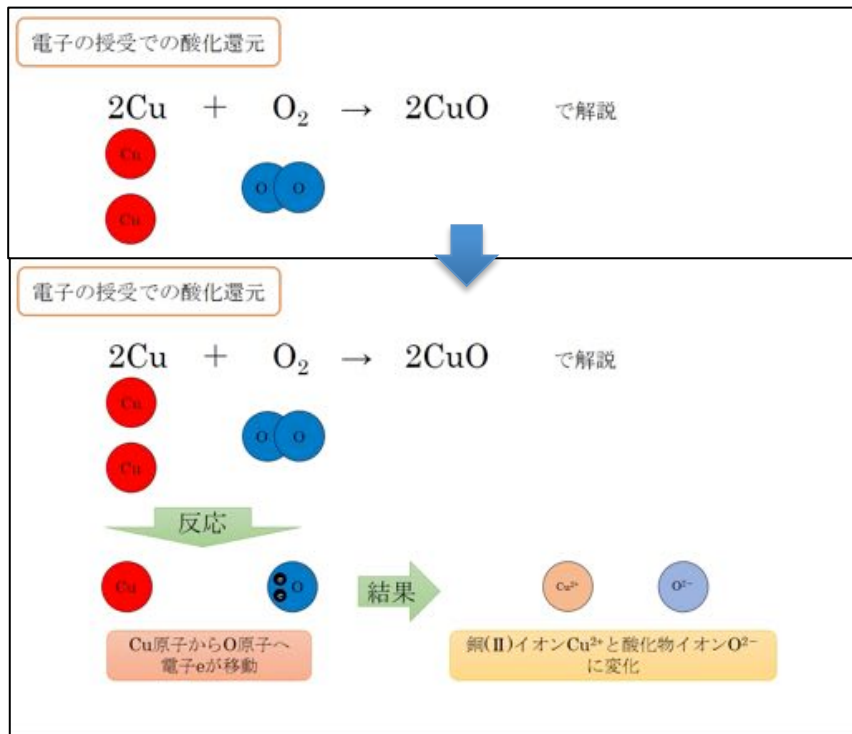 電子の授受での酸化還元
2Cu + O₂ → 2CuO で解説
Cu
O O
Cu
電子の授受での酸化還元
2Cu + O₂ → 2CuO で解説
Cu
O O
Cu
反応
Cu e e O 結果 Cu²⁺ O²⁻
Cu原子からO原子へ
電子eが移動
銅(Ⅱ)イオンCu²⁺と酸化物イオンO²⁻
に変化